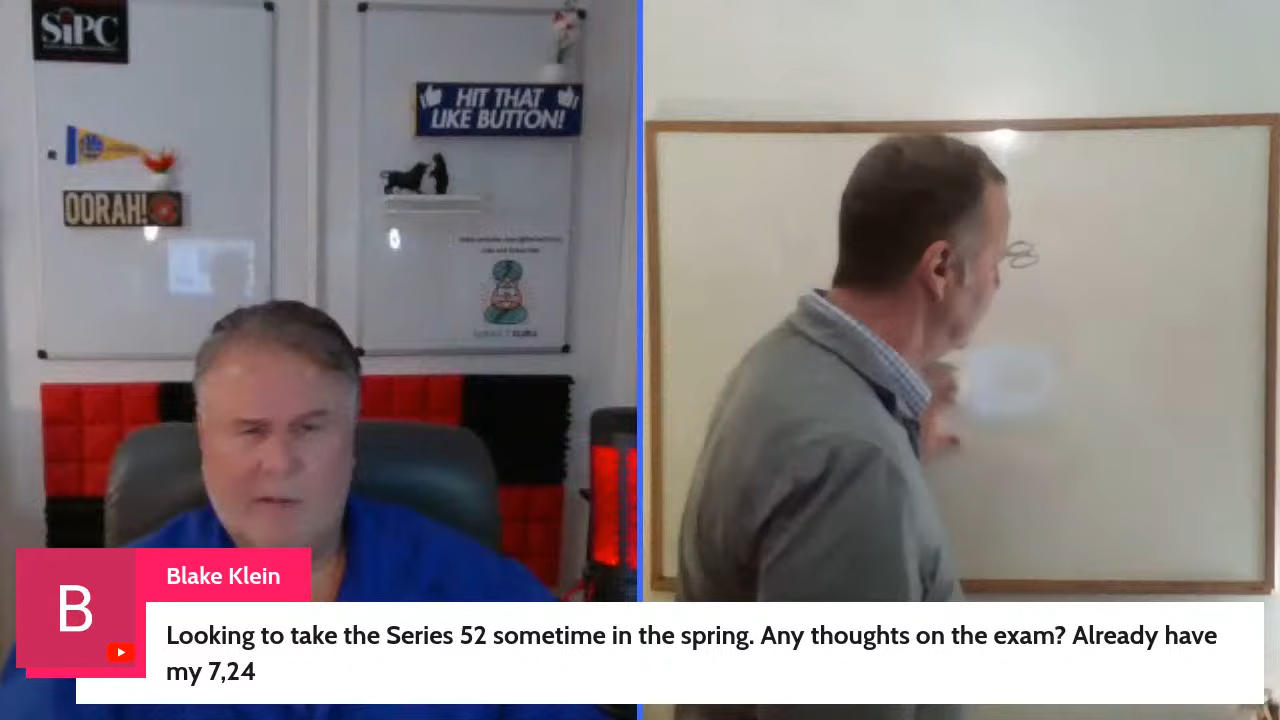 SiPC
HIT THAT
LIKE BUTTON!
OORAH!
B
Blake Klein
Looking to take the Series 52 sometime in the spring. Any thoughts on the exam? Already have
my 7,24